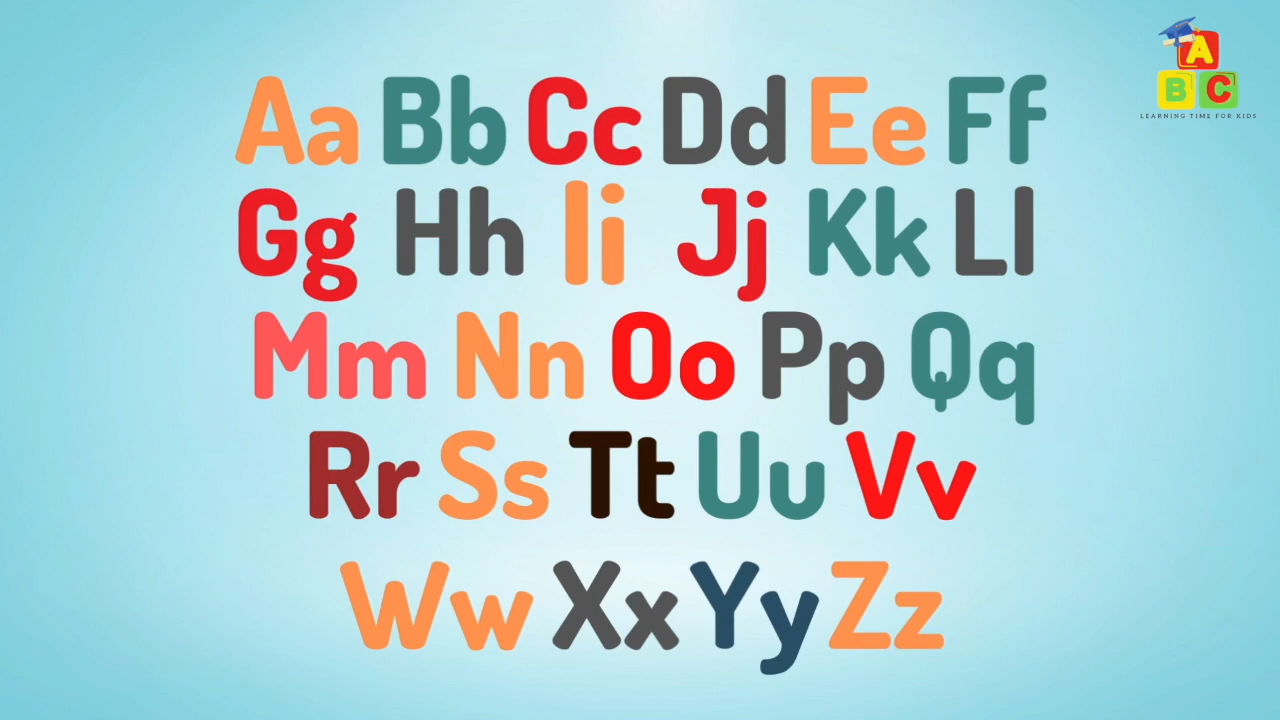 Aa Bb Cc Dd Ee Ff
Gg Hh Ii Jj Kk Ll
Mm Nn Oo Pp Qq
Rr Ss Tt Uu Vv
Ww Xx Yy Zz
A
B C
LEARNING TIME FOR KIDS